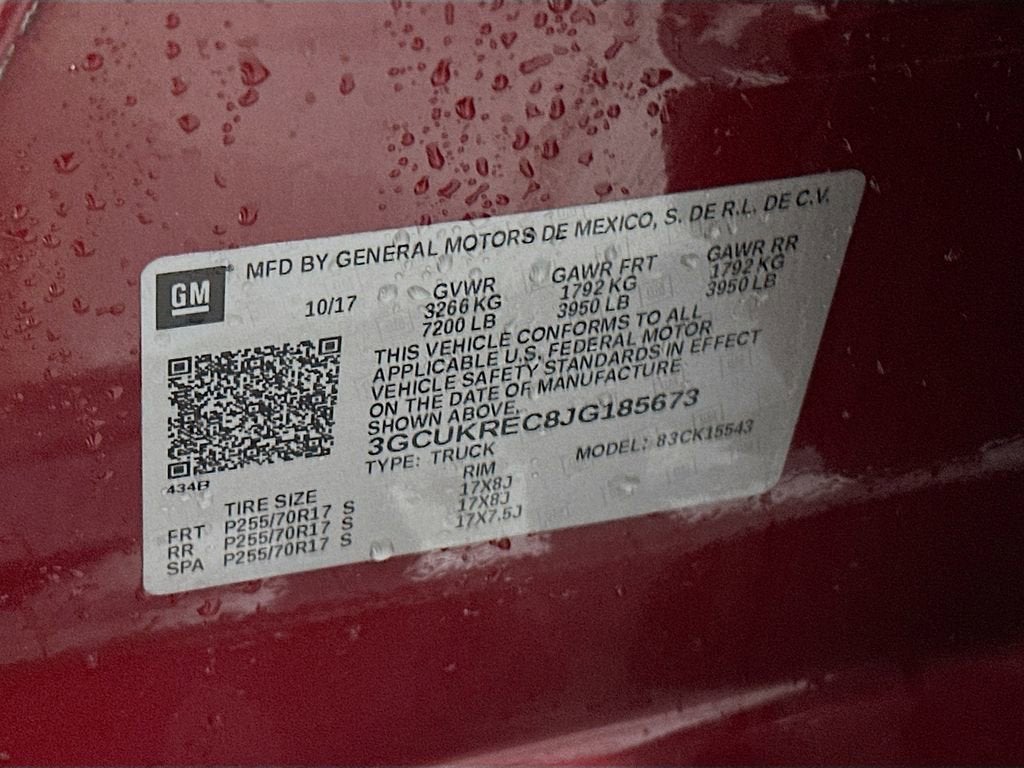 GM
MFD BY GENERAL MOTORS DE MEXICO, S. DE R.L. DE C.V.
10/17
GVWR GAWR FRT GAWR RR
3266 KG 1792 KG 1792 KG
7200 LB 3950 LB 3950 LB
THIS VEHICLE CONFORMS TO ALL
APPLICABLE U.S. FEDERAL MOTOR
VEHICLE SAFETY STANDARDS IN EFFECT
ON THE DATE OF MANUFACTURE
SHOWN ABOVE.
3GCUKREC8JG185673
TYPE: TRUCK MODEL: 83CK15543
434B
TIRE SIZE RIM
FRT P255/70R17 S 17X8J
RR P255/70R17 S 17X8J
SPA P255/70R17 S 17X7.5J